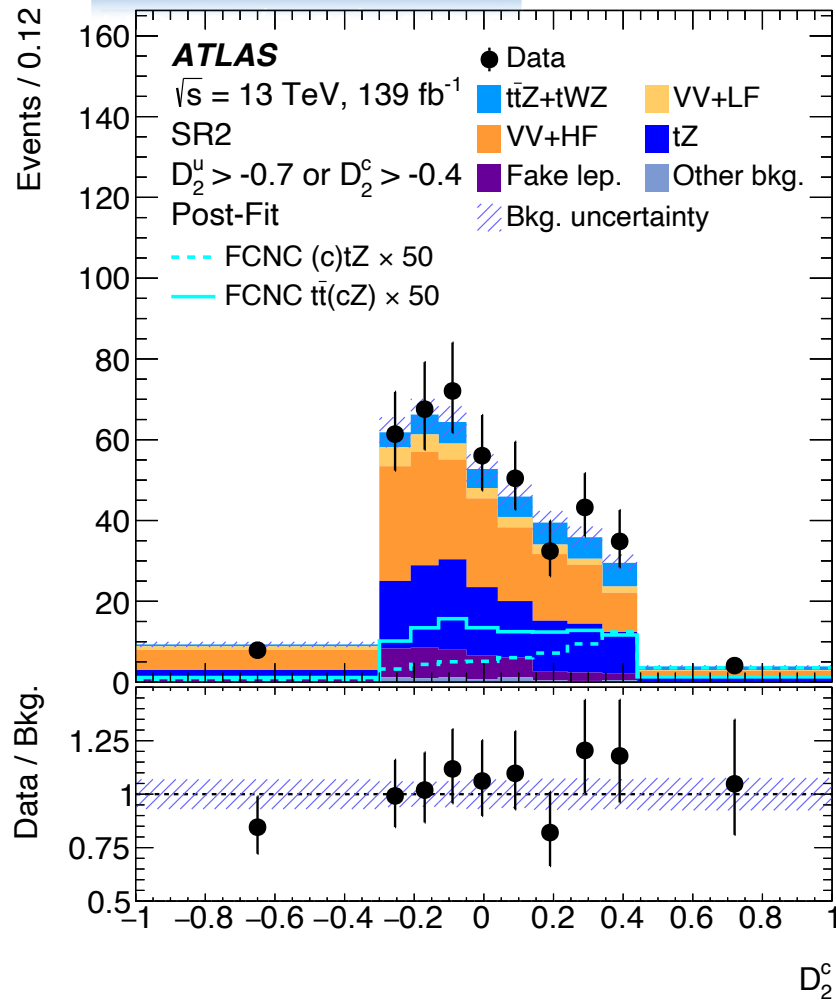 Events / 0.12
160
140
120
100
80
60
40
20
0
ATLAS
√s = 13 TeV, 139 fb⁻¹
SR2
D₂ᵘ > -0.7 or D₂ᶜ > -0.4
Post-Fit
FCNC (c)tZ × 50
FCNC tt̄(cZ) × 50
Data
tt̄Z+tWZ
VV+LF
VV+HF
tZ
Fake lep.
Other bkg.
Bkg. uncertainty
Data / Bkg.
1.25
1
0.75
0.5
−1 −0.8 −0.6 −0.4 −0.2 0 0.2 0.4 0.6 0.8 1
D₂ᶜ